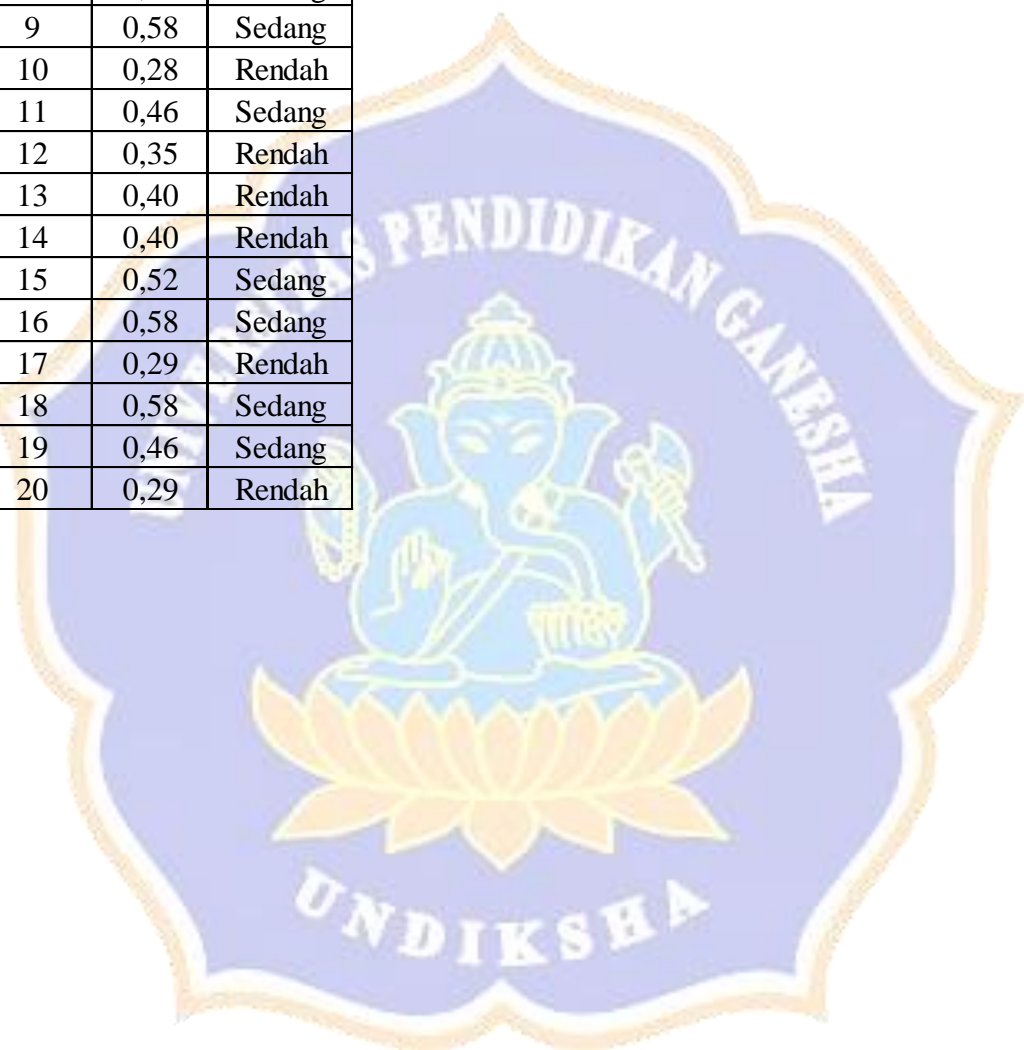 9 0,58 Sedang
10 0,28 Rendah
11 0,46 Sedang
12 0,35 Rendah
13 0,40 Rendah
14 0,40 Rendah
15 0,52 Sedang
16 0,58 Sedang
17 0,29 Rendah
18 0,58 Sedang
19 0,46 Sedang
20 0,29 Rendah
UNIVERSITAS PENDIDIKAN GANESHA
UNDIKSHA